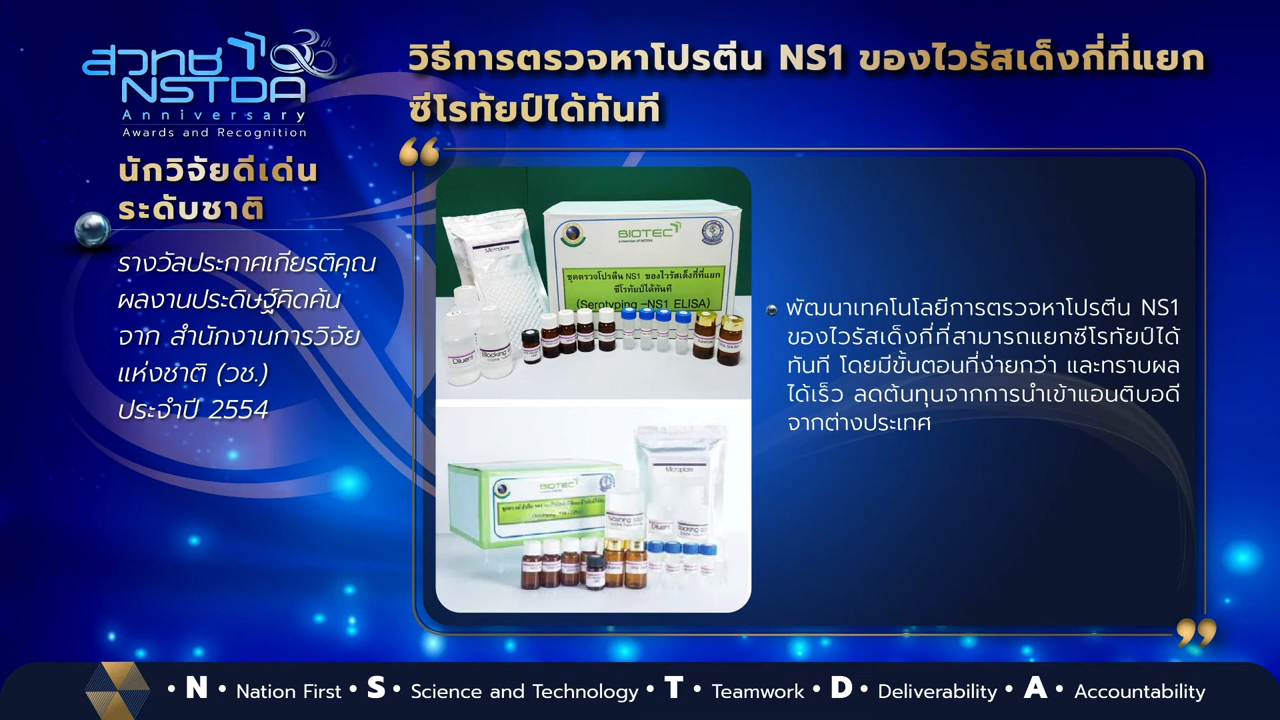 สวทช
NSTDA
Anniversary
Awards and Recognition
วิธีการตรวจหาโปรตีน NS1 ของไวรัสเด็งกี่ที่แยก
ซีโรทัยป์ได้ทันที
นักวิจัยดีเด่น
ระดับชาติ
รางวัลประกาศเกียรติคุณ
ผลงานประดิษฐ์คิดค้น
จาก สำนักงานการวิจัย
แห่งชาติ (วช.)
ประจำปี 2554
BIOTEC
a member of NSTDA
Microplate
ชุดตรวจโปรตีน NS1 ของไวรัสเด็งกี่ที่แยก
ซีโรทัยป์ได้ทันที
(Serotyping –NS1 ELISA)
Diluent
Blocking
พัฒนาเทคโนโลยีการตรวจหาโปรตีน NS1
ของไวรัสเด็งกี่ที่สามารถแยกซีโรทัยป์ได้
ทันที โดยมีขั้นตอนที่ง่ายกว่า และทราบผล
ได้เร็ว ลดต้นทุนจากการนำเข้าแอนติบอดี
จากต่างประเทศ
BIOTEC
Microplate
Diluent
• N • Nation First • S • Science and Technology • T • Teamwork • D • Deliverability • A • Accountability